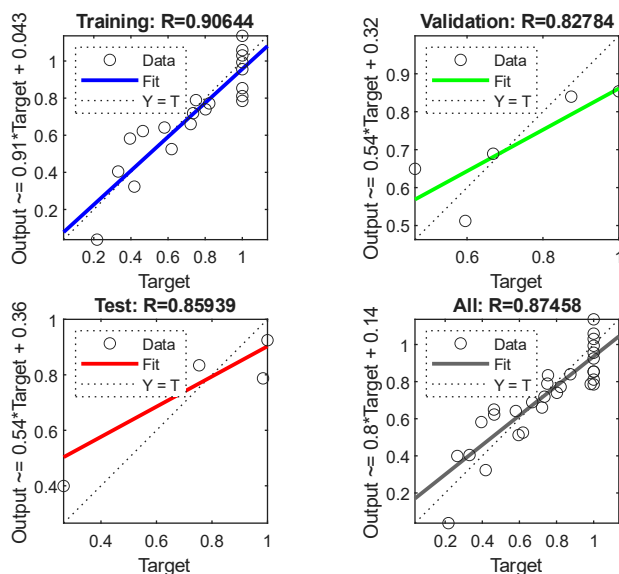 Training: R=0.90644
Output ~= 0.91*Target + 0.043
Data
Fit
Y = T
1
0.8
0.6
0.4
0.2
0.2 0.4 0.6 0.8 1
Target
Validation: R=0.82784
Output ~= 0.54*Target + 0.32
Data
Fit
Y = T
0.9
0.8
0.7
0.6
0.5
0.6 0.8 1
Target
Test: R=0.85939
Output ~= 0.54*Target + 0.36
Data
Fit
Y = T
1
0.8
0.6
0.4
0.4 0.6 0.8 1
Target
All: R=0.87458
Output ~= 0.8*Target + 0.14
Data
Fit
Y = T
1
0.8
0.6
0.4
0.2
0.2 0.4 0.6 0.8 1
Target